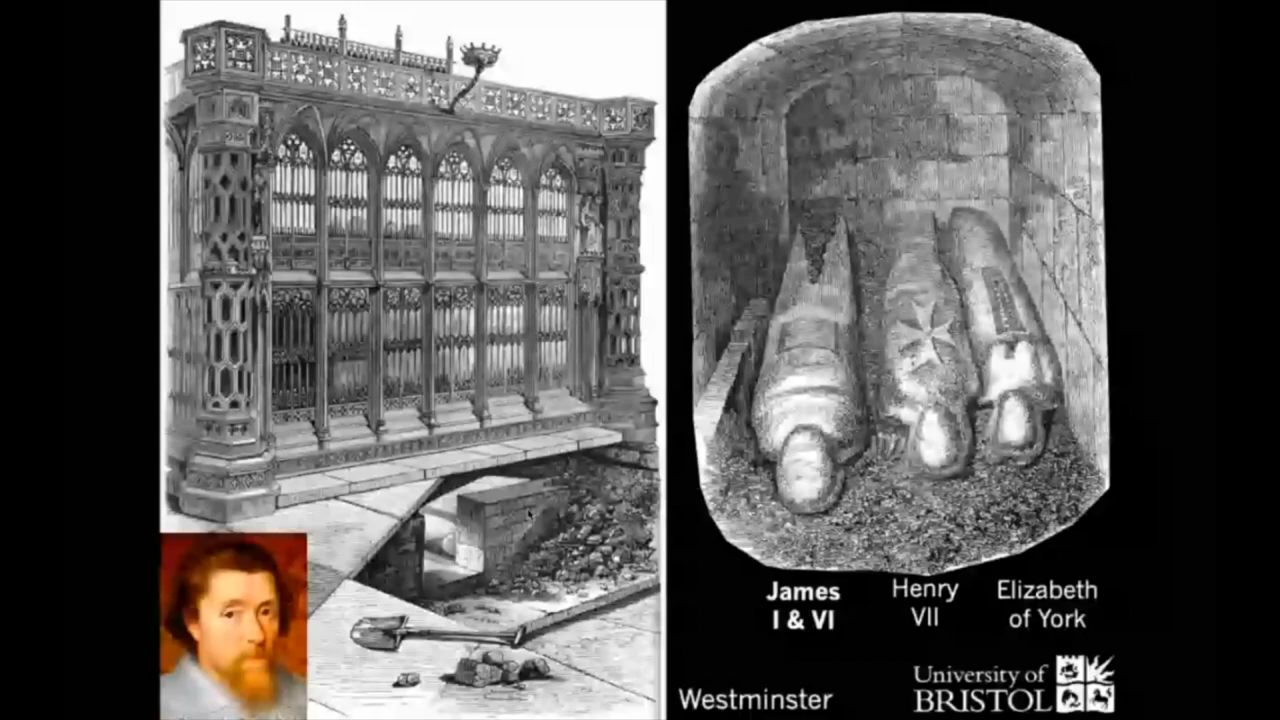 James
I & VI
Henry
VII
Elizabeth
of York
Westminster
University of
BRISTOL